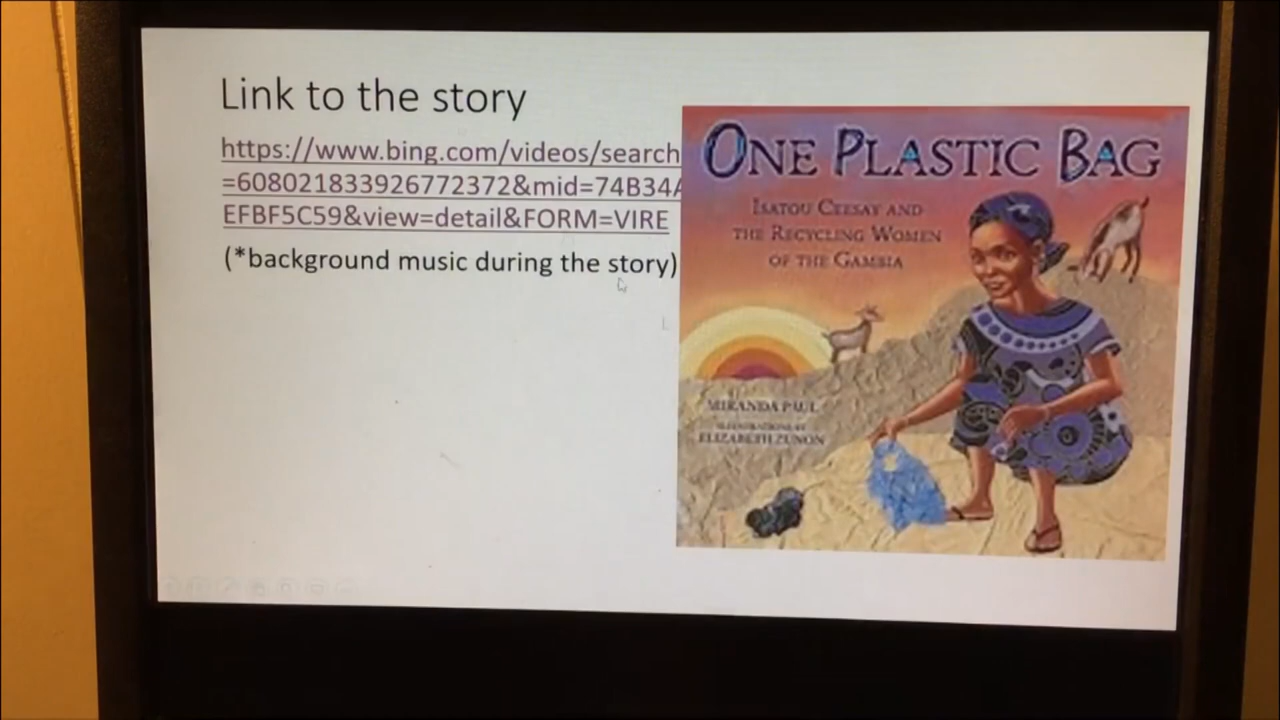 Link to the story
https://www.bing.com/videos/search
=608021833926772372&mid=74B34A
EFBF5C59&view=detail&FORM=VIRE
(*background music during the story)
ONE PLASTIC BAG
ISATOU CEESAY AND
THE RECYCLING WOMEN
OF THE GAMBIA
MIRANDA PAUL
ILLUSTRATIONS BY
ELIZABETH ZUNON